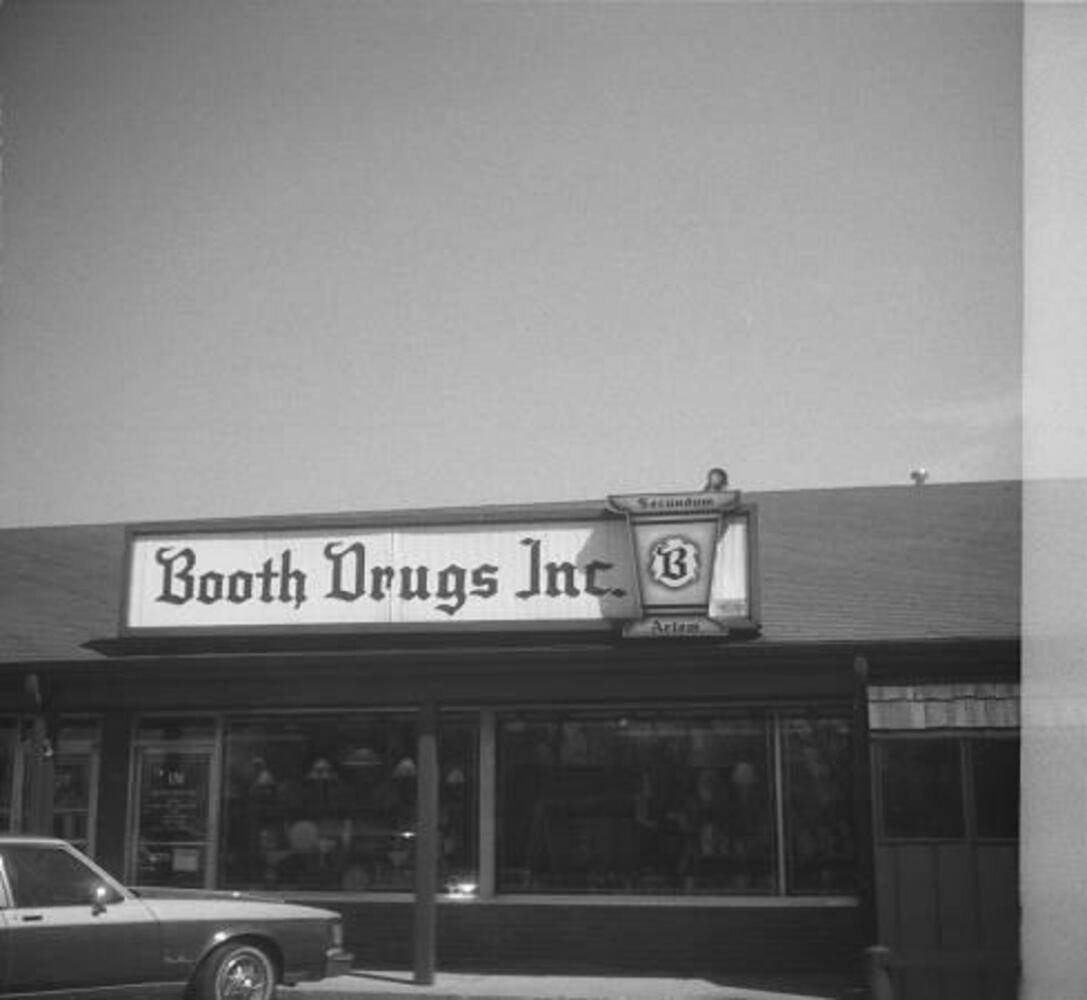 Booth Drugs Inc.
Secundum
B
Artem